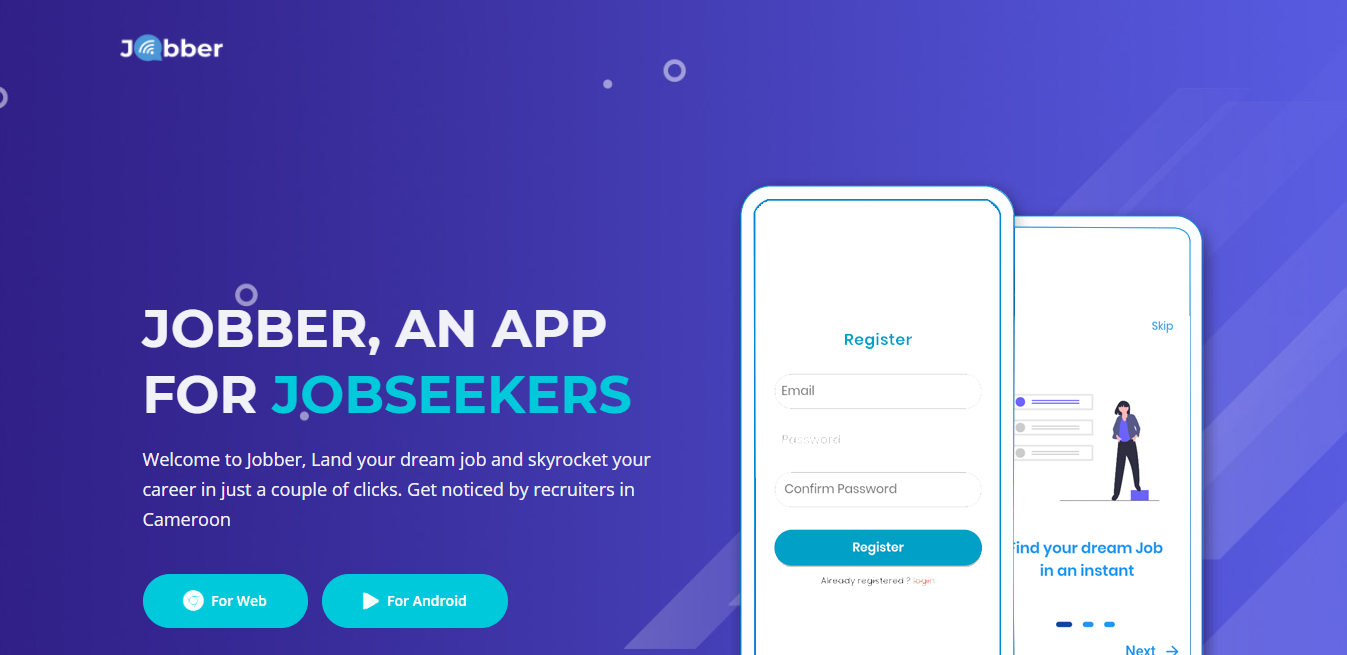 Jobber
JOBBER, AN APP
FOR JOBSEEKERS
Welcome to Jobber, Land your dream job and skyrocket your
career in just a couple of clicks. Get noticed by recruiters in
Cameroon
For Web
For Android
Register
Email
Password
Confirm Password
Register
Already registered ? login
Skip
Find your dream Job
in an instant
Next